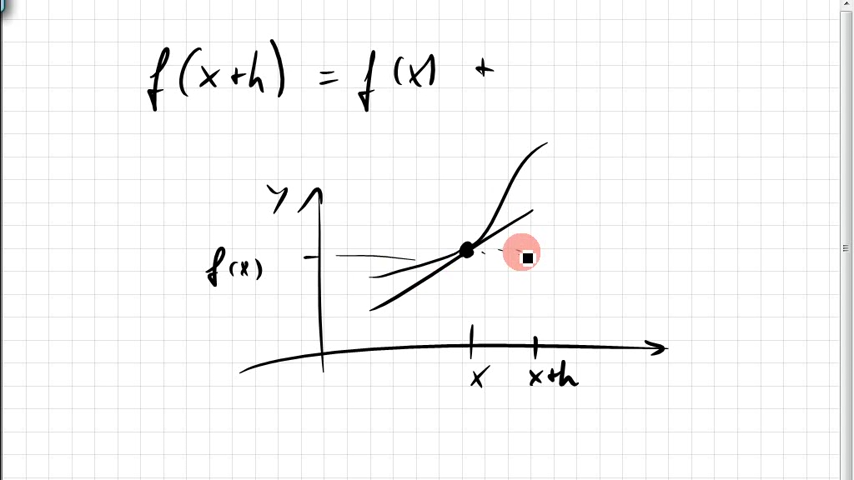 f(x+h) = f(x) +
y
f(x)
x x+h